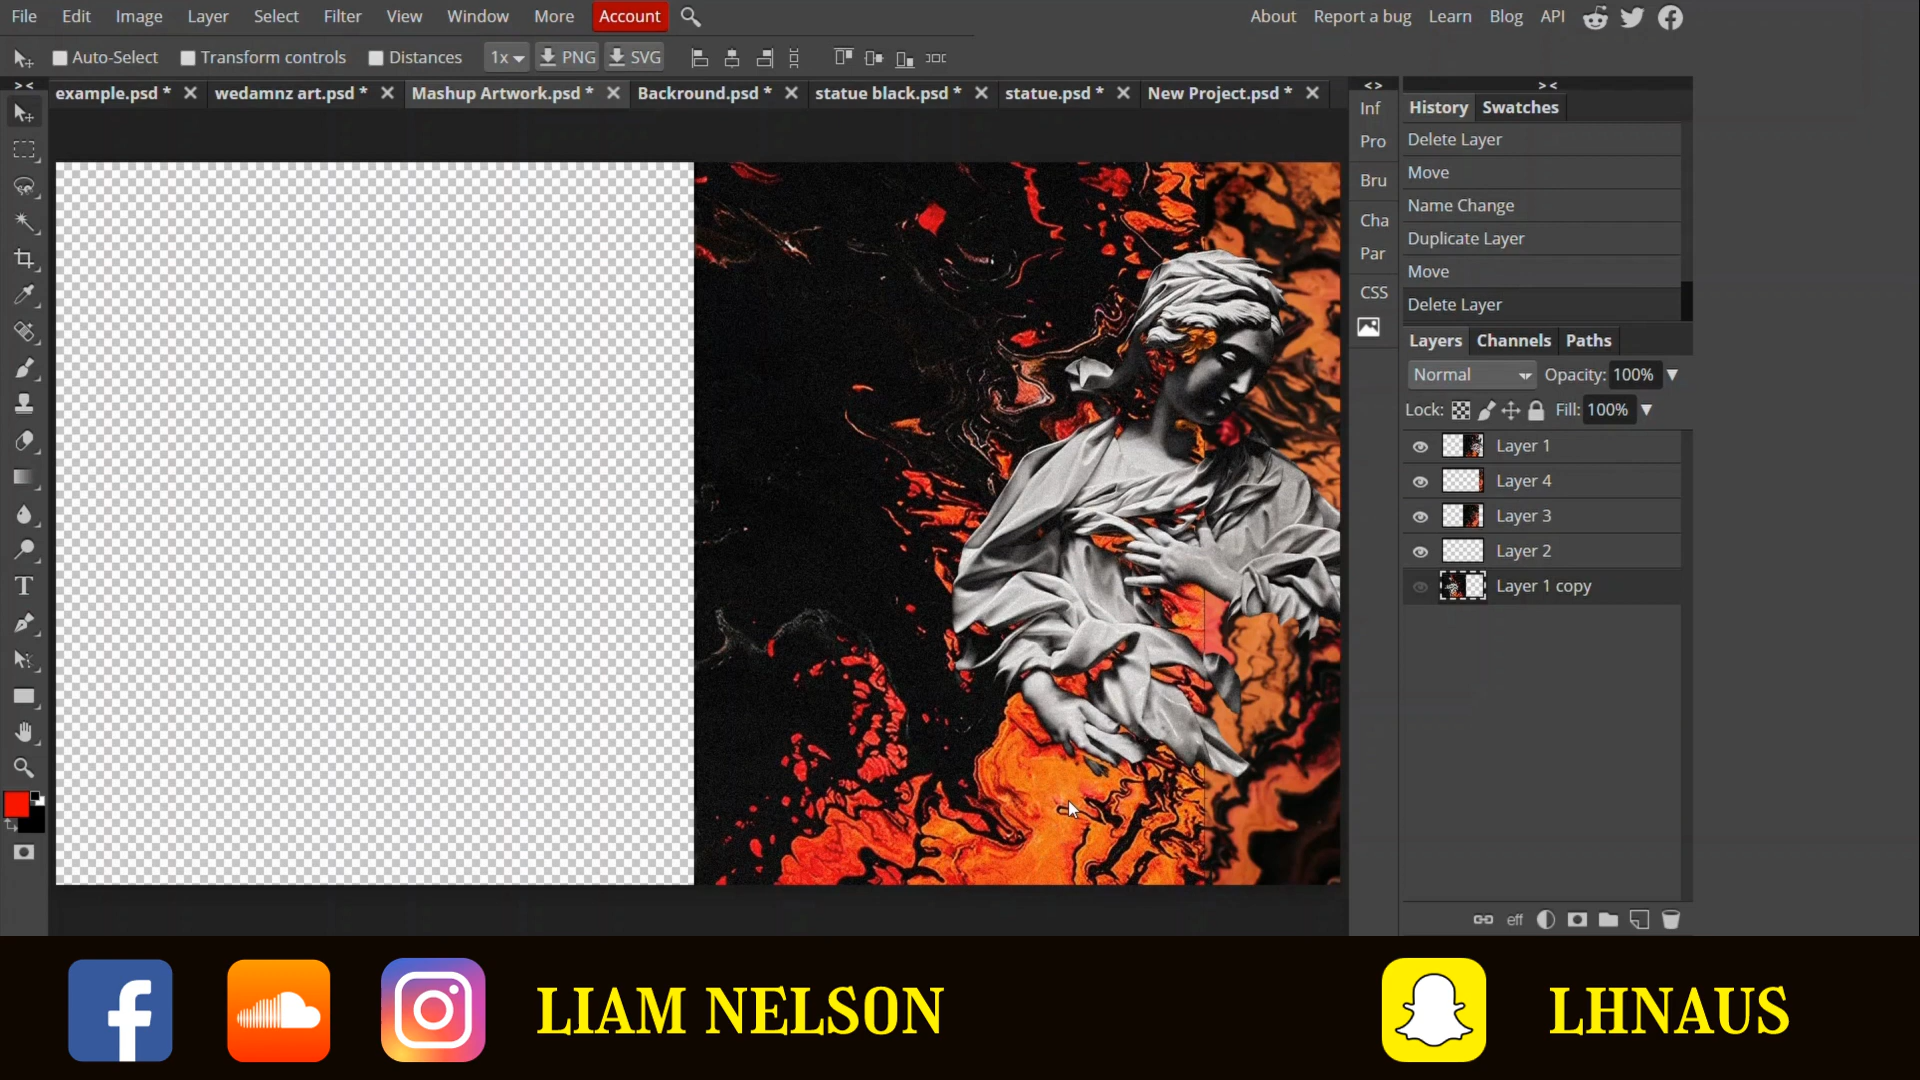 File Edit Image Layer Select Filter View Window More Account
About Report a bug Learn Blog API
Auto-Select Transform controls Distances 1x PNG SVG
example.psd * wedamnz art.psd * Mashup Artwork.psd * Backround.psd * statue black.psd * statue.psd * New Project.psd *
Inf
Pro
Bru
Cha
Par
CSS
History Swatches
Delete Layer
Move
Name Change
Duplicate Layer
Move
Delete Layer
Layers Channels Paths
Normal Opacity: 100%
Lock: Fill: 100%
Layer 1
Layer 4
Layer 3
Layer 2
Layer 1 copy
eff
LIAM NELSON
LHNAUS